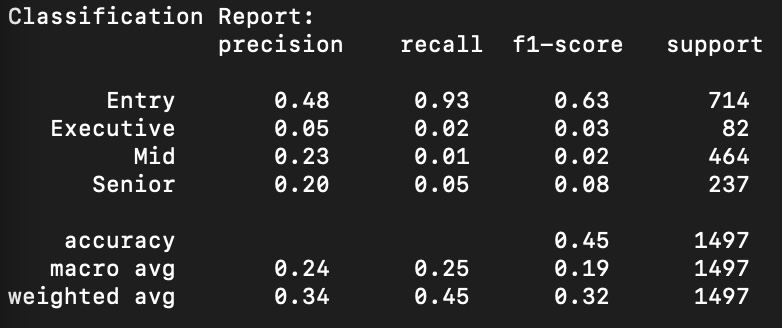 Classification Report:
precision recall f1-score support
Entry 0.48 0.93 0.63 714
Executive 0.05 0.02 0.03 82
Mid 0.23 0.01 0.02 464
Senior 0.20 0.05 0.08 237
accuracy 0.45 1497
macro avg 0.24 0.25 0.19 1497
weighted avg 0.34 0.45 0.32 1497